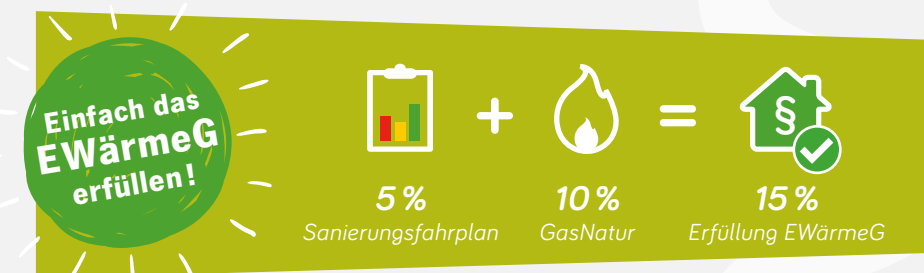 Einfach das
EWärmeG
erfüllen!
+ =
§
5 % 10 % 15 %
Sanierungsfahrplan GasNatur Erfüllung EWärmeG